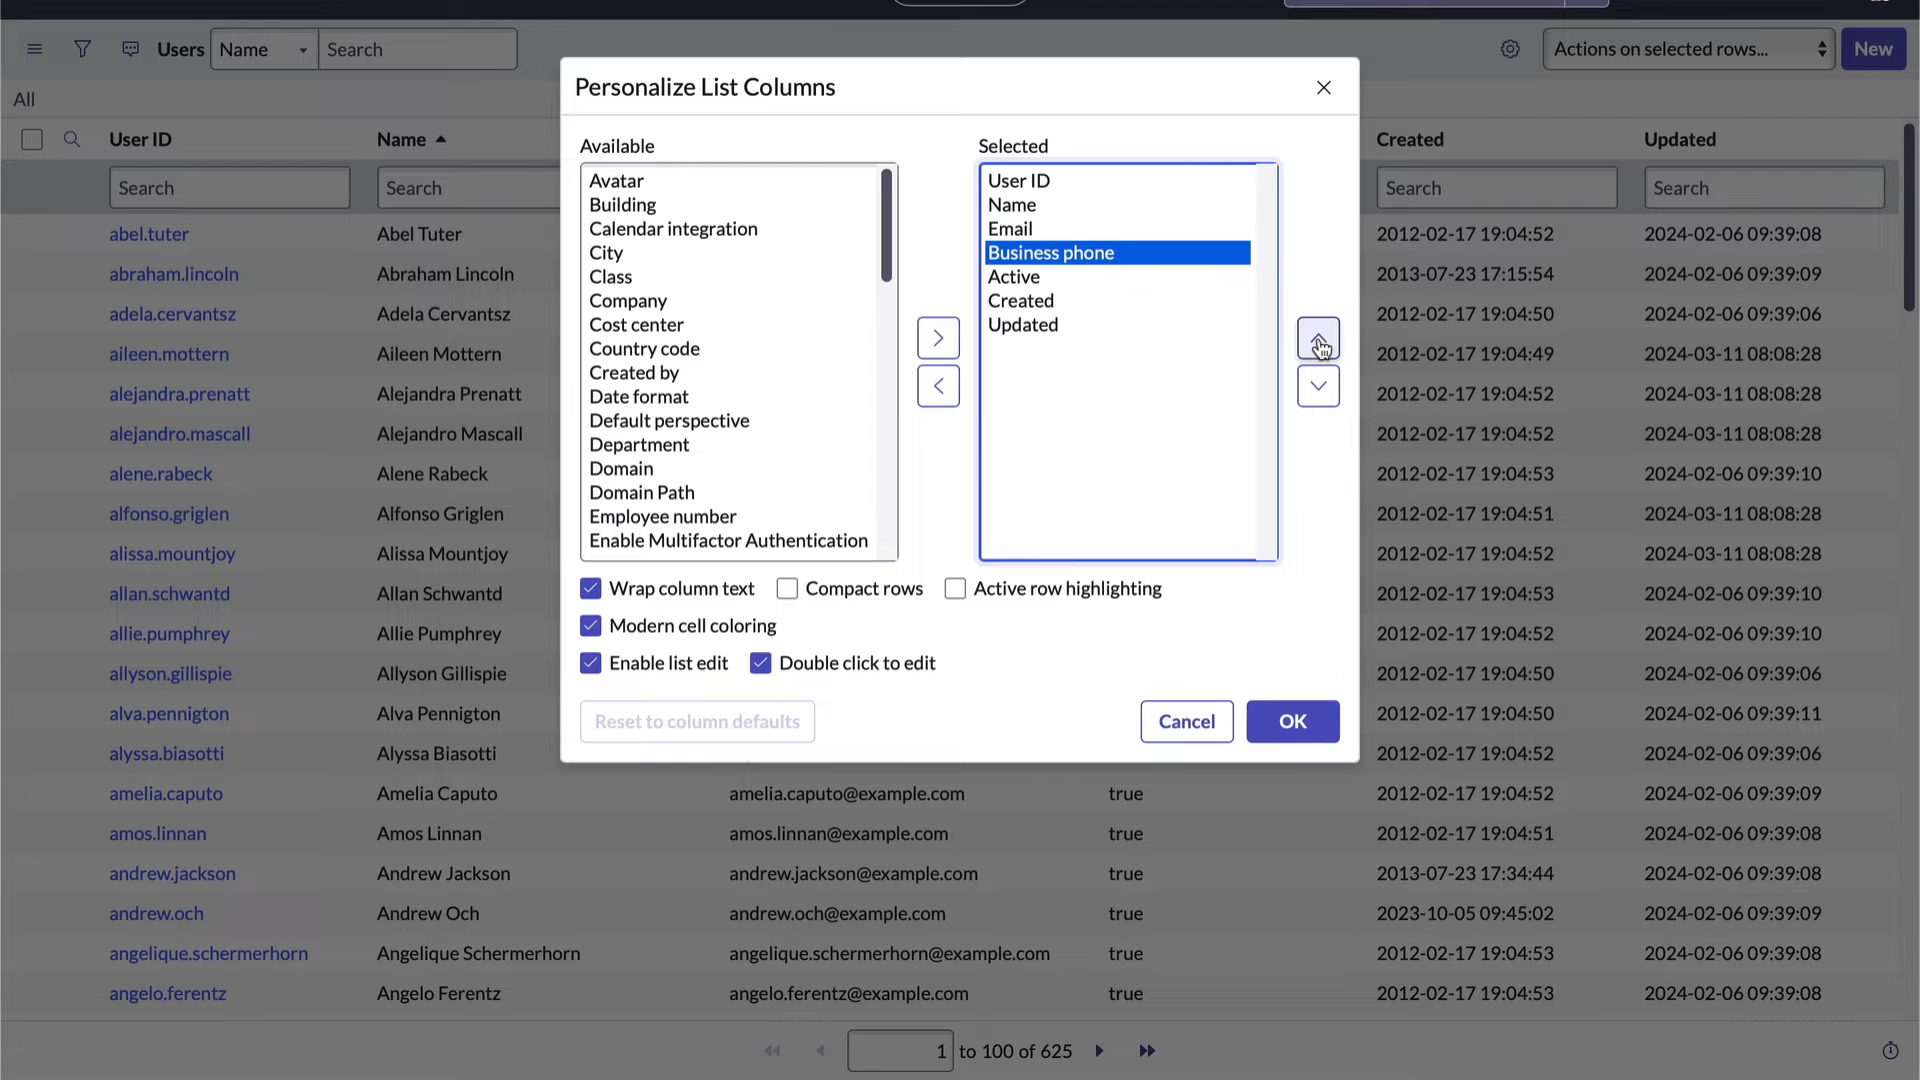 Users
Name
Search
Actions on selected rows...
New
All
User ID
Name
Created
Updated
Search
Search
Search
Search
abel.tuter
Abel Tuter
2012-02-17 19:04:52
2024-02-06 09:39:08
abraham.lincoln
Abraham Lincoln
2013-07-23 17:15:54
2024-02-06 09:39:09
adela.cervantsz
Adela Cervantsz
2012-02-17 19:04:50
2024-02-06 09:39:06
aileen.mottern
Aileen Mottern
2012-02-17 19:04:49
2024-03-11 08:08:28
alejandra.prenatt
Alejandra Prenatt
2012-02-17 19:04:52
2024-03-11 08:08:28
alejandro.mascall
Alejandro Mascall
2012-02-17 19:04:52
2024-03-11 08:08:28
alene.rabeck
Alene Rabeck
2012-02-17 19:04:53
2024-02-06 09:39:10
alfonso.griglen
Alfonso Griglen
2012-02-17 19:04:51
2024-03-11 08:08:28
alissa.mountjoy
Alissa Mountjoy
2012-02-17 19:04:52
2024-03-11 08:08:28
allan.schwantd
Allan Schwantd
2012-02-17 19:04:53
2024-02-06 09:39:10
allie.pumphrey
Allie Pumphrey
2012-02-17 19:04:52
2024-02-06 09:39:10
allyson.gillispie
Allyson Gillispie
2012-02-17 19:04:50
2024-02-06 09:39:06
alva.pennigton
Alva Pennigton
2012-02-17 19:04:50
2024-02-06 09:39:11
alyssa.biasotti
Alyssa Biasotti
2012-02-17 19:04:52
2024-02-06 09:39:06
amelia.caputo
Amelia Caputo
amelia.caputo@example.com
true
2012-02-17 19:04:52
2024-02-06 09:39:09
amos.linnan
Amos Linnan
amos.linnan@example.com
true
2012-02-17 19:04:51
2024-02-06 09:39:08
andrew.jackson
Andrew Jackson
andrew.jackson@example.com
true
2013-07-23 17:34:44
2024-02-06 09:39:08
andrew.och
Andrew Och
andrew.och@example.com
true
2023-10-05 09:45:02
2024-02-06 09:39:09
angelique.schermerhorn
Angelique Schermerhorn
angelique.schermerhorn@example.com
true
2012-02-17 19:04:53
2024-02-06 09:39:08
angelo.ferentz
Angelo Ferentz
angelo.ferentz@example.com
true
2012-02-17 19:04:53
2024-02-06 09:39:08
1 to 100 of 625
Personalize List Columns
Available
Avatar
Building
Calendar integration
City
Class
Company
Cost center
Country code
Created by
Date format
Default perspective
Department
Domain
Domain Path
Employee number
Enable Multifactor Authentication
Selected
User ID
Name
Email
Business phone
Active
Created
Updated
Wrap column text
Compact rows
Active row highlighting
Modern cell coloring
Enable list edit
Double click to edit
Reset to column defaults
Cancel
OK